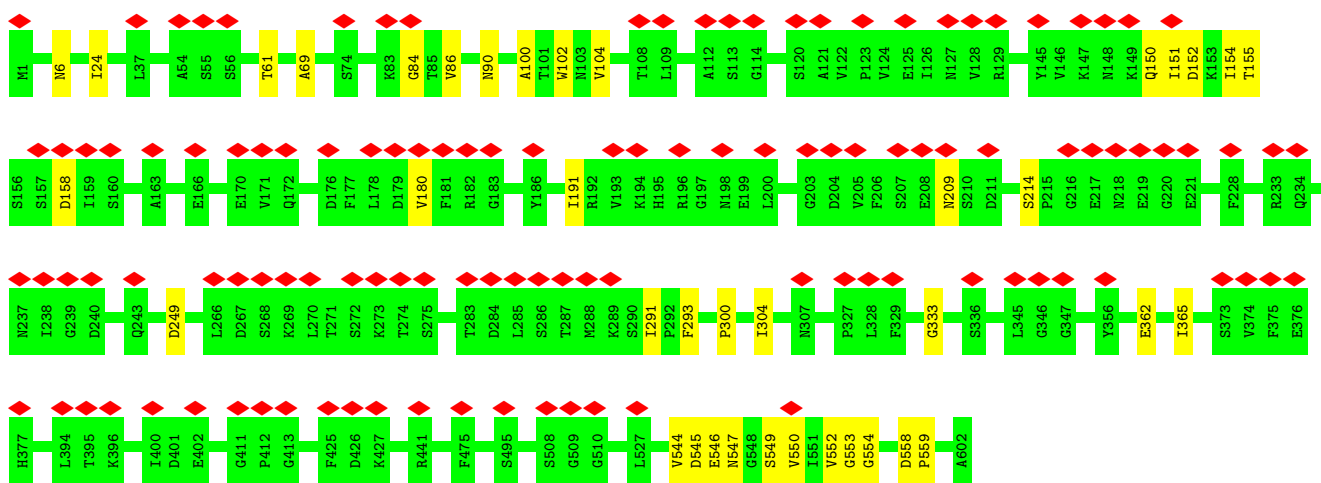 M1 N6 I24 L37 A54 S55 S56 T61 A69 S74 K83 G84 T85 V86 N90 A100 T101 W102 N103 V104 T108 L109 A112 S113 G114 S120 A121 V122 P123 V124 E125 I126 N127 V128 R129 Y145 V146 K147 N148 K149 Q150 I151 D152 K153 I154 T155
S156 S157 D158 I159 S160 A163 E166 E170 V171 Q172 D176 F177 L178 D179 V180 F181 R182 G183 Y186 I191 R192 V193 K194 H195 R196 G197 N198 E199 L200 G203 D204 V205 F206 S207 E208 N209 S210 D211 S214 P215 G216 E217 N218 E219 G220 E221 F228 R233 Q234
N237 I238 G239 D240 Q243 D249 L266 D267 S268 K269 L270 T271 S272 K273 T274 S275 T283 D284 L285 S286 T287 M288 K289 S290 I291 P292 F293 P300 I304 N307 P327 L328 F329 G333 S336 L345 G346 G347 Y356 E362 I365 S373 V374 F375 E376
H377 L394 T395 K396 I400 D401 E402 G411 P412 G413 F425 D426 K427 R441 F475 S495 S508 G509 G510 L527 V544 D545 E546 N547 G548 S549 V550 I551 V552 G553 G554 D558 P559 A602